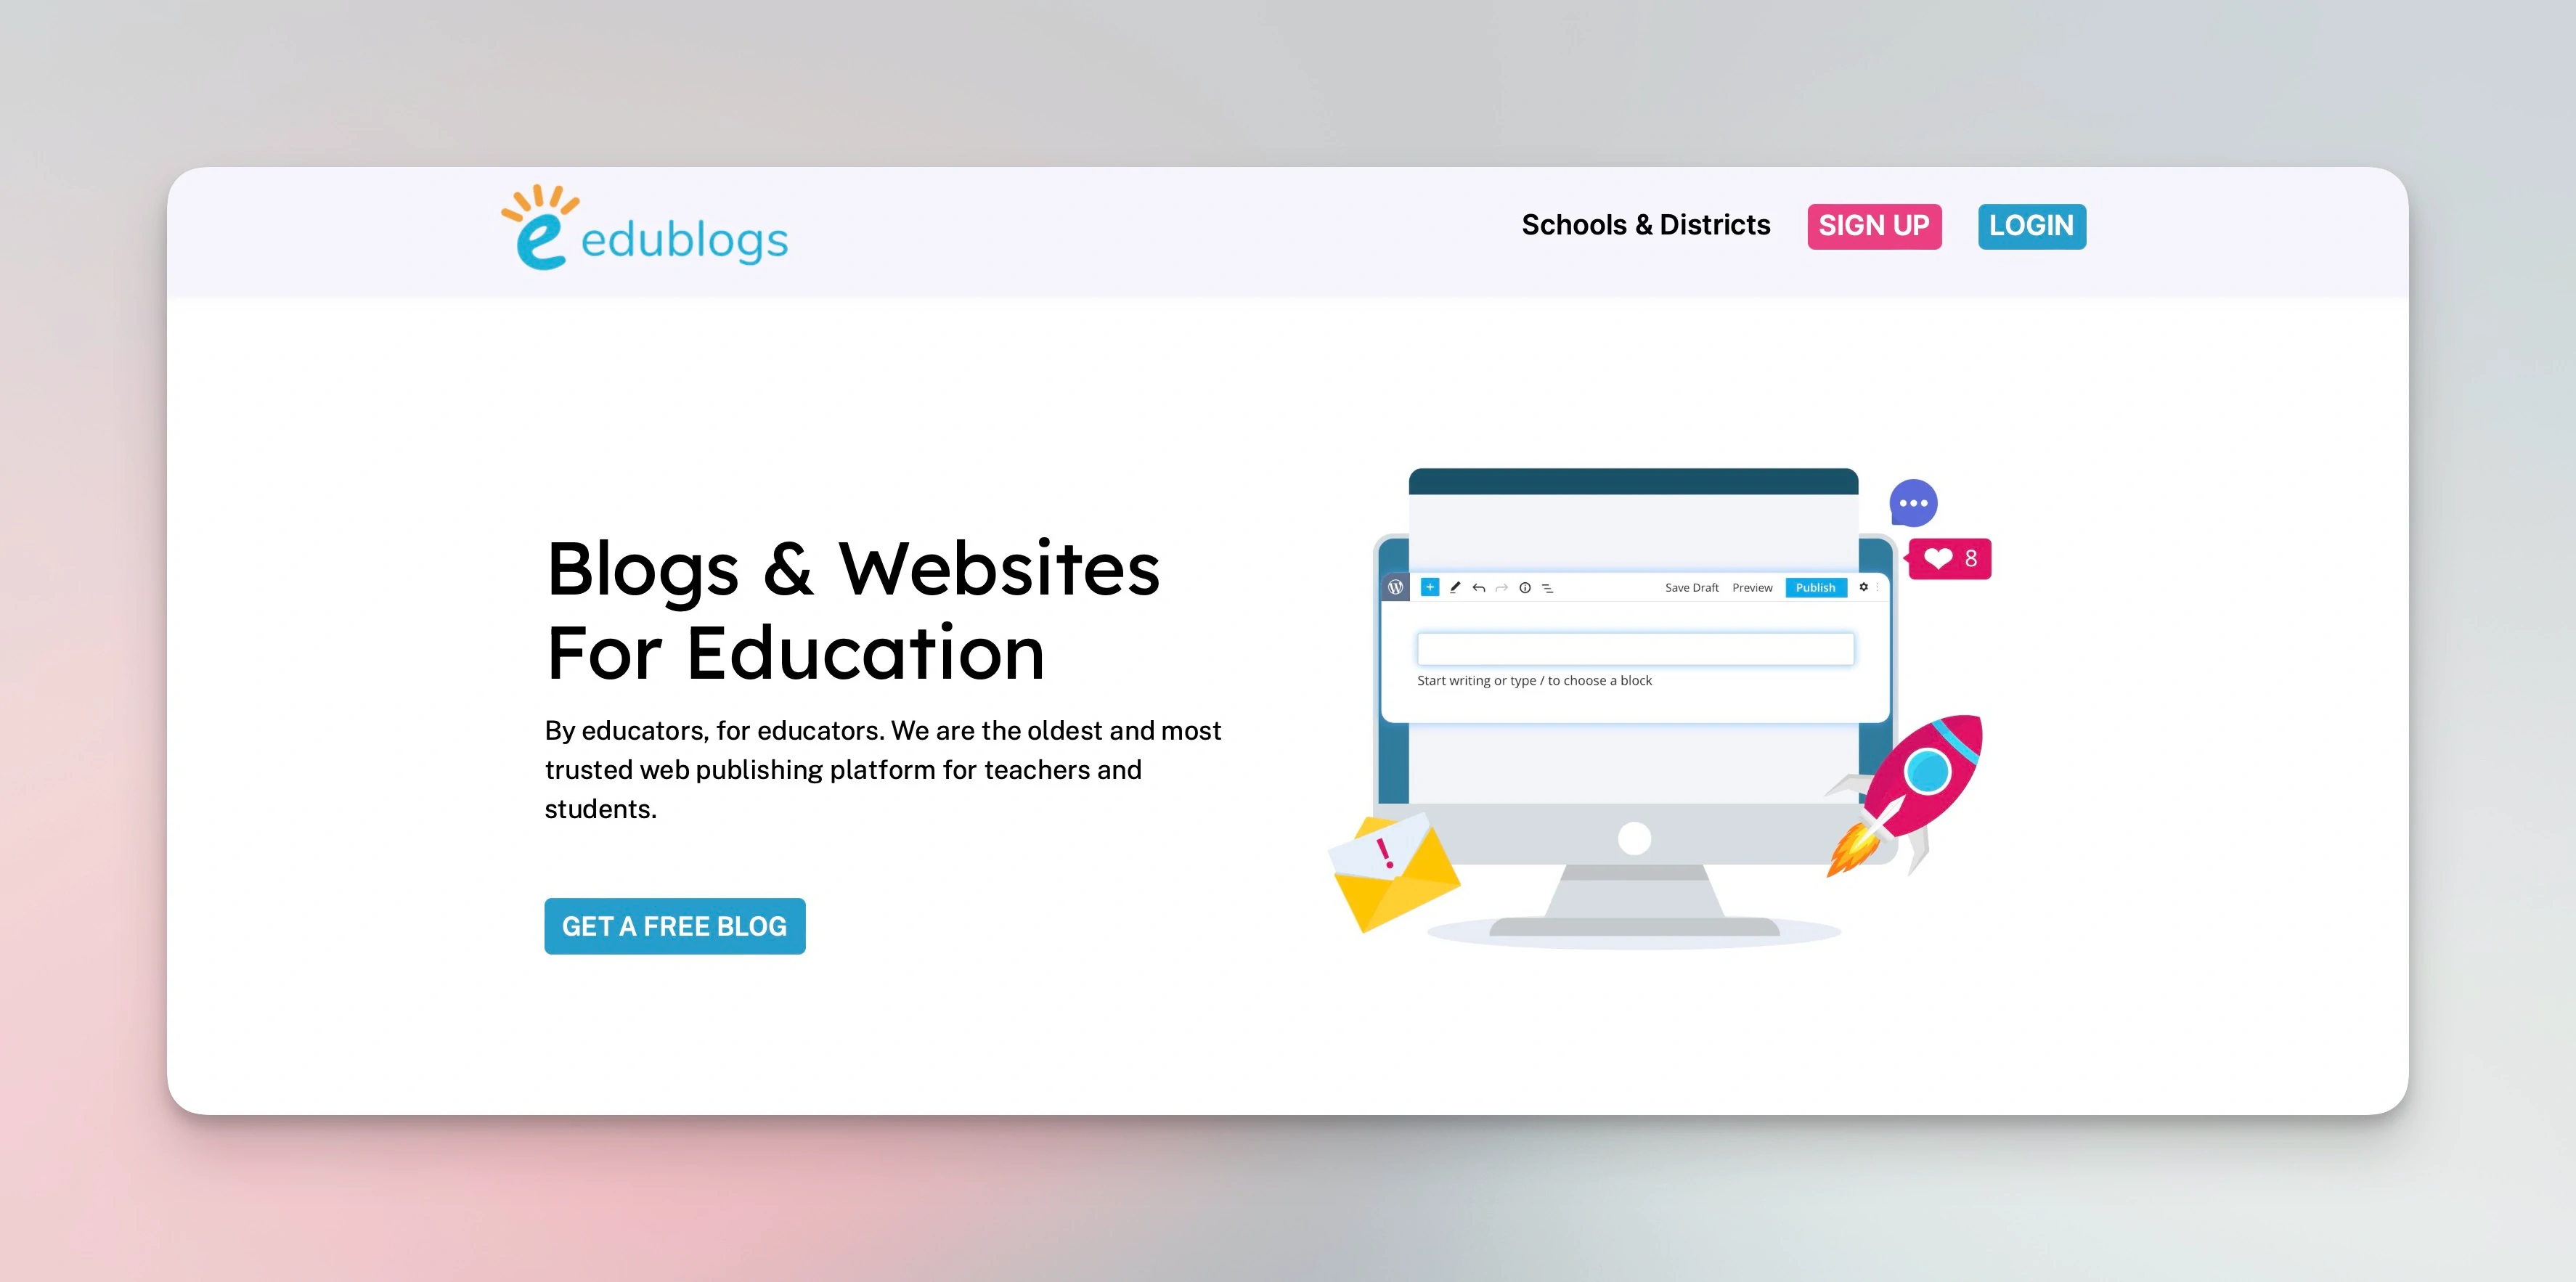 edublogs
Schools & Districts
SIGN UP
LOGIN
Blogs & Websites
For Education
By educators, for educators. We are the oldest and most
trusted web publishing platform for teachers and
students.
GET A FREE BLOG
8
Save Draft Preview Publish
Start writing or type / to choose a block
!